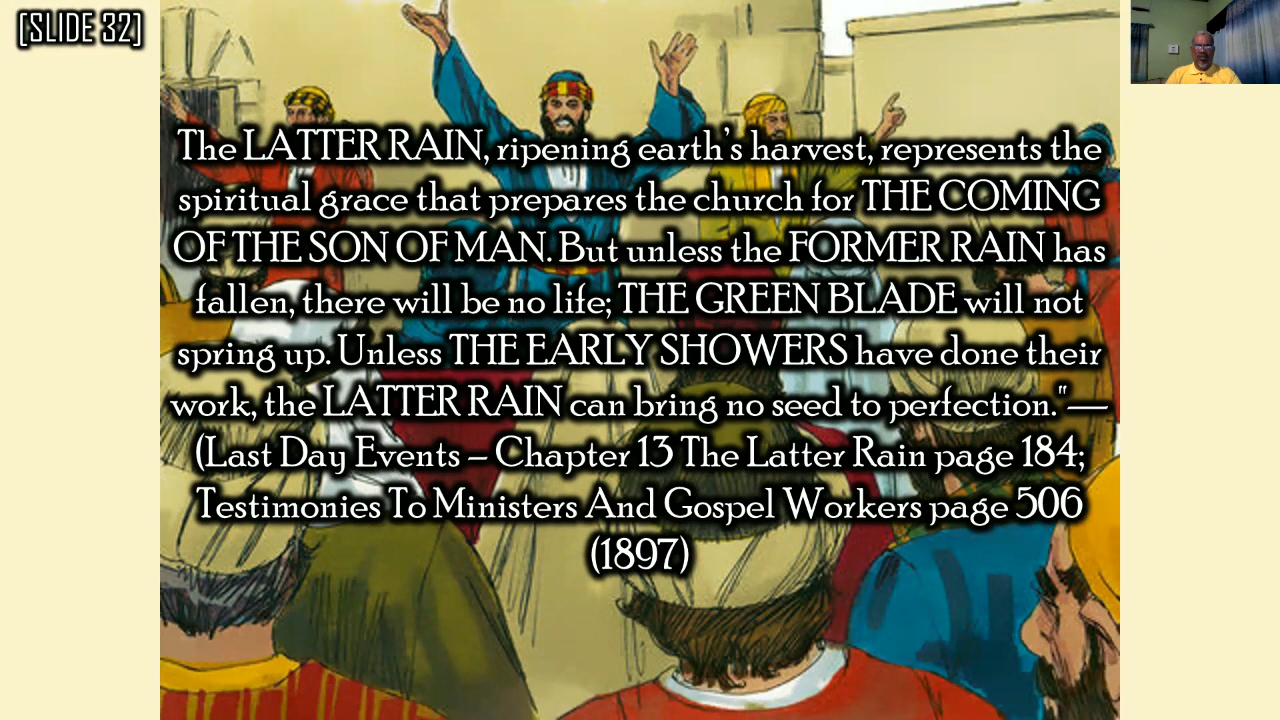 [SLIDE 32]
The LATTER RAIN, ripening earth's harvest, represents the
spiritual grace that prepares the church for THE COMING
OF THE SON OF MAN. But unless the FORMER RAIN has
fallen, there will be no life; THE GREEN BLADE will not
spring up. Unless THE EARLY SHOWERS have done their
work, the LATTER RAIN can bring no seed to perfection."—
(Last Day Events – Chapter 13 The Latter Rain page 184;
Testimonies To Ministers And Gospel Workers page 506
(1897)